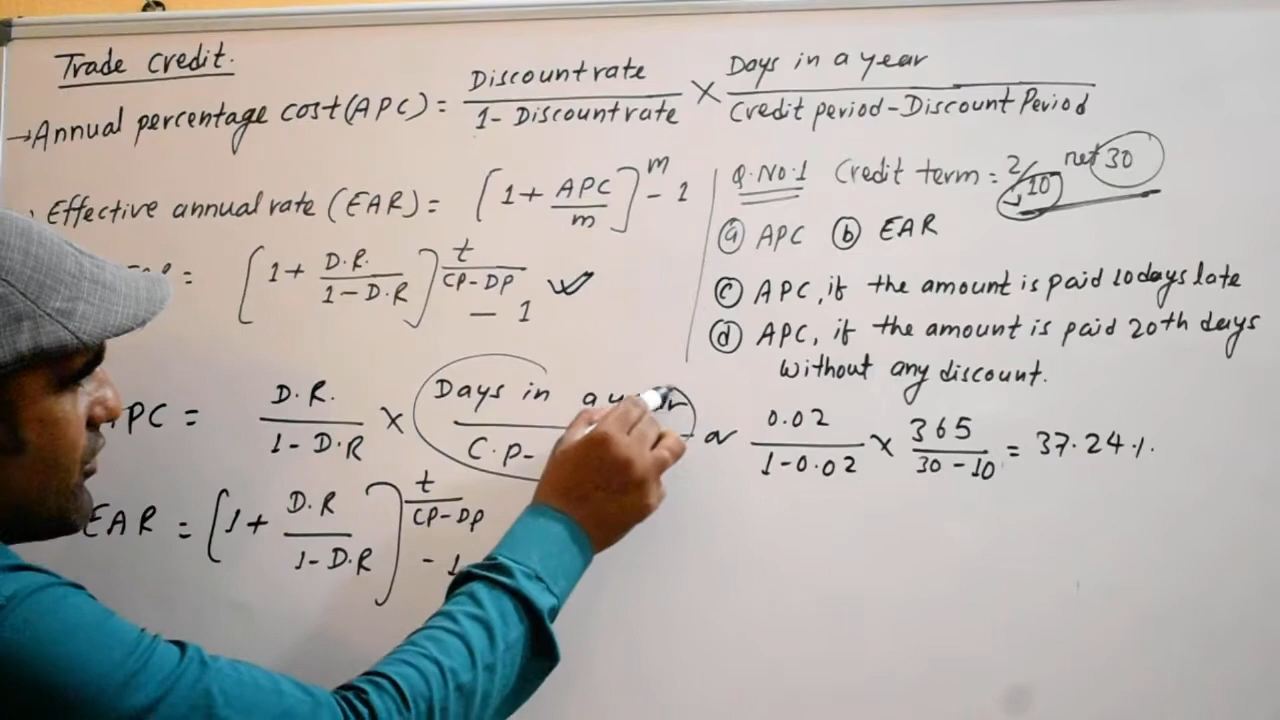 Trade Credit.
→ Annual percentage cost (APC) = Discount rate / 1 - Discount rate × Days in a year / Credit period - Discount Period
Effective annual rate (EAR) = [1 + APC / m]^m - 1
= [1 + D.R. / 1 - D.R]^t / CP - DP - 1
Q.No.1 Credit term = 2/10 net 30
(a) APC (b) EAR
(c) APC, if the amount is paid 10 days late
(d) APC, if the amount is paid 20th days
without any discount.
PC = D.R. / 1 - D.R × Days in a / C.P - or 0.02 / 1 - 0.02 × 365 / 30 - 10 = 37.24%.
EAR = [1 + D.R / 1 - D.R]^t / CP - DP - 1